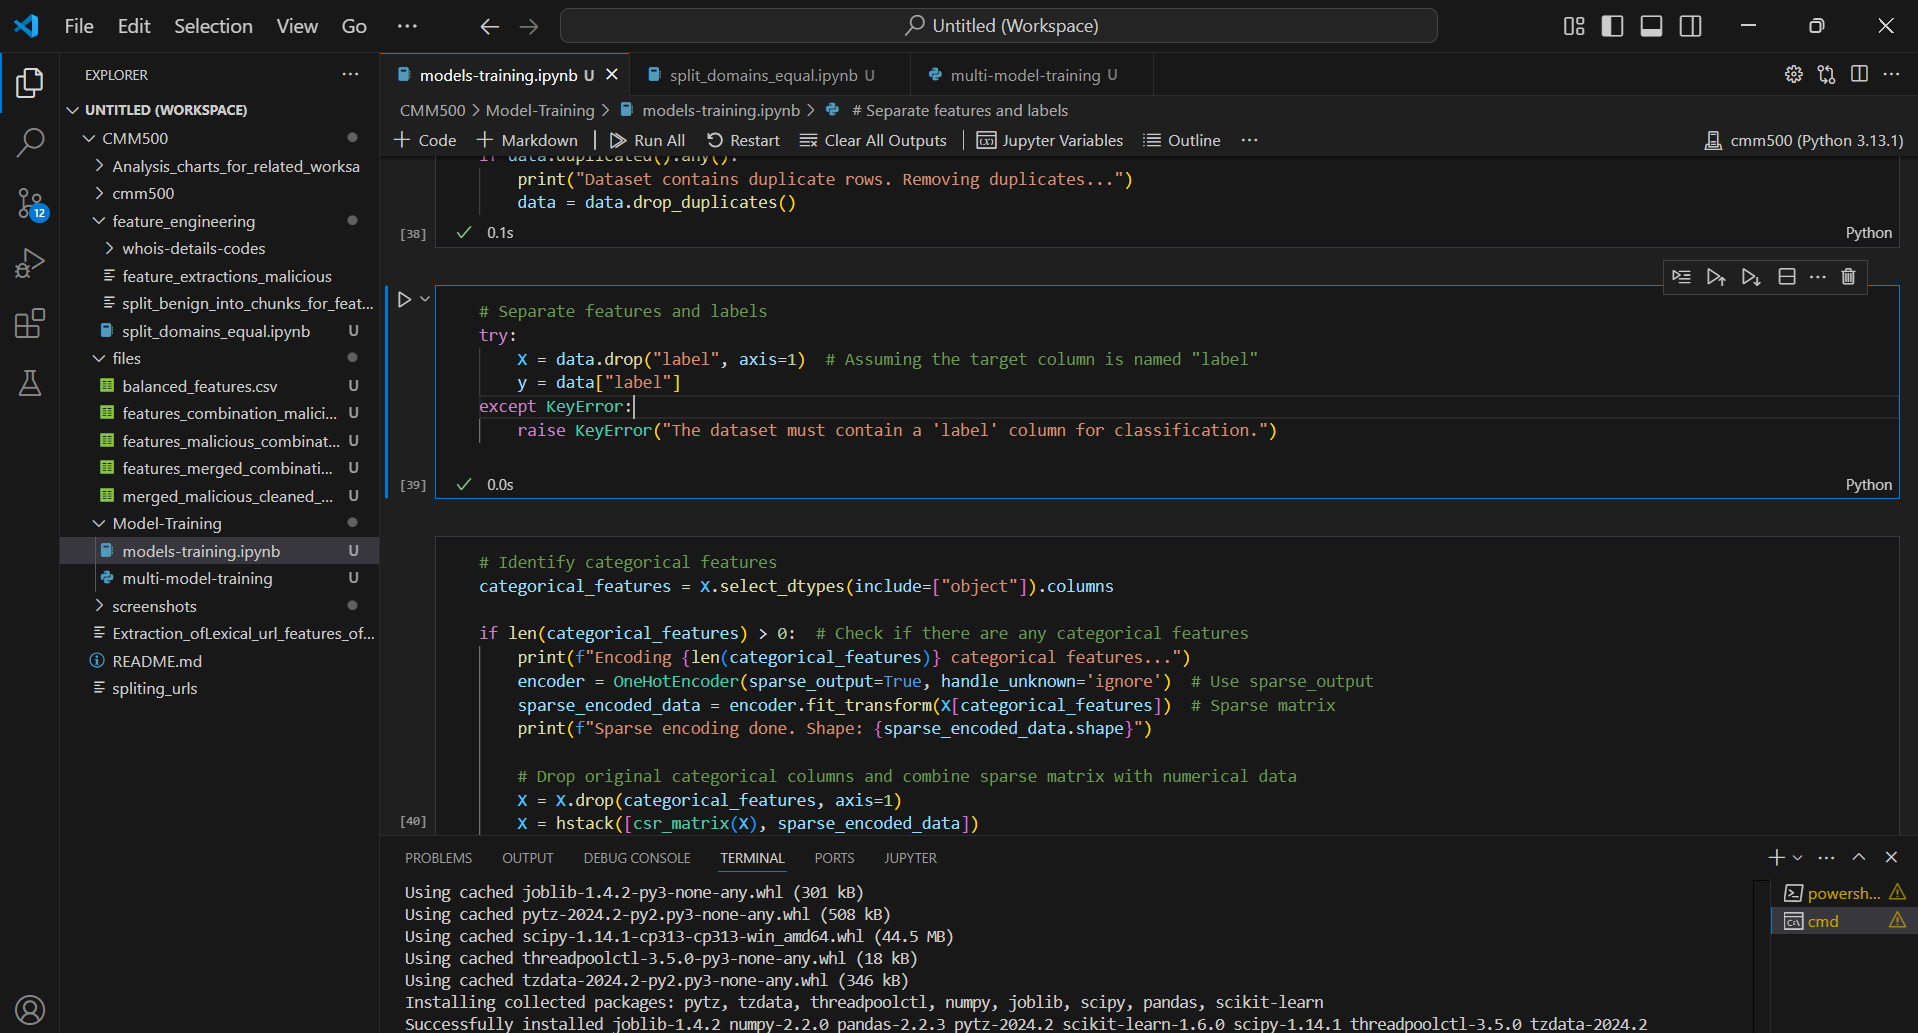 File Edit Selection View Go ··· Untitled (Workspace)
EXPLORER ···
UNTITLED (WORKSPACE)
CMM500
Analysis_charts_for_related_worksa
cmm500
feature_engineering
whois-details-codes
feature_extractions_malicious
split_benign_into_chunks_for_feat...
split_domains_equal.ipynb U
files
balanced_features.csv U
features_combination_malici... U
features_malicious_combinat... U
features_merged_combinati... U
merged_malicious_cleaned_... U
Model-Training
models-training.ipynb U
multi-model-training U
screenshots
Extraction_ofLexical_url_features_of...
README.md
spliting_urls
12
models-training.ipynb U split_domains_equal.ipynb U multi-model-training U
CMM500 > Model-Training > models-training.ipynb > # Separate features and labels
+ Code + Markdown | Run All Restart Clear All Outputs | Jupyter Variables Outline ··· cmm500 (Python 3.13.1)
if data.duplicated().any():
print("Dataset contains duplicate rows. Removing duplicates...")
data = data.drop_duplicates()
[38] 0.1s Python
# Separate features and labels
try:
X = data.drop("label", axis=1) # Assuming the target column is named "label"
y = data["label"]
except KeyError:
raise KeyError("The dataset must contain a 'label' column for classification.")
[39] 0.0s Python
# Identify categorical features
categorical_features = X.select_dtypes(include=["object"]).columns
if len(categorical_features) > 0: # Check if there are any categorical features
print(f"Encoding {len(categorical_features)} categorical features...")
encoder = OneHotEncoder(sparse_output=True, handle_unknown='ignore') # Use sparse_output
sparse_encoded_data = encoder.fit_transform(X[categorical_features]) # Sparse matrix
print(f"Sparse encoding done. Shape: {sparse_encoded_data.shape}")
# Drop original categorical columns and combine sparse matrix with numerical data
X = X.drop(categorical_features, axis=1)
X = hstack([csr_matrix(X), sparse_encoded_data])
[40]
PROBLEMS OUTPUT DEBUG CONSOLE TERMINAL PORTS JUPYTER
Using cached joblib-1.4.2-py3-none-any.whl (301 kB)
Using cached pytz-2024.2-py2.py3-none-any.whl (508 kB)
Using cached scipy-1.14.1-cp313-cp313-win_amd64.whl (44.5 MB)
Using cached threadpoolctl-3.5.0-py3-none-any.whl (18 kB)
Using cached tzdata-2024.2-py2.py3-none-any.whl (346 kB)
Installing collected packages: pytz, tzdata, threadpoolctl, numpy, joblib, scipy, pandas, scikit-learn
Successfully installed joblib-1.4.2 numpy-2.2.0 pandas-2.2.3 pytz-2024.2 scikit-learn-1.6.0 scipy-1.14.1 threadpoolctl-3.5.0 tzdata-2024.2
powersh...
cmd